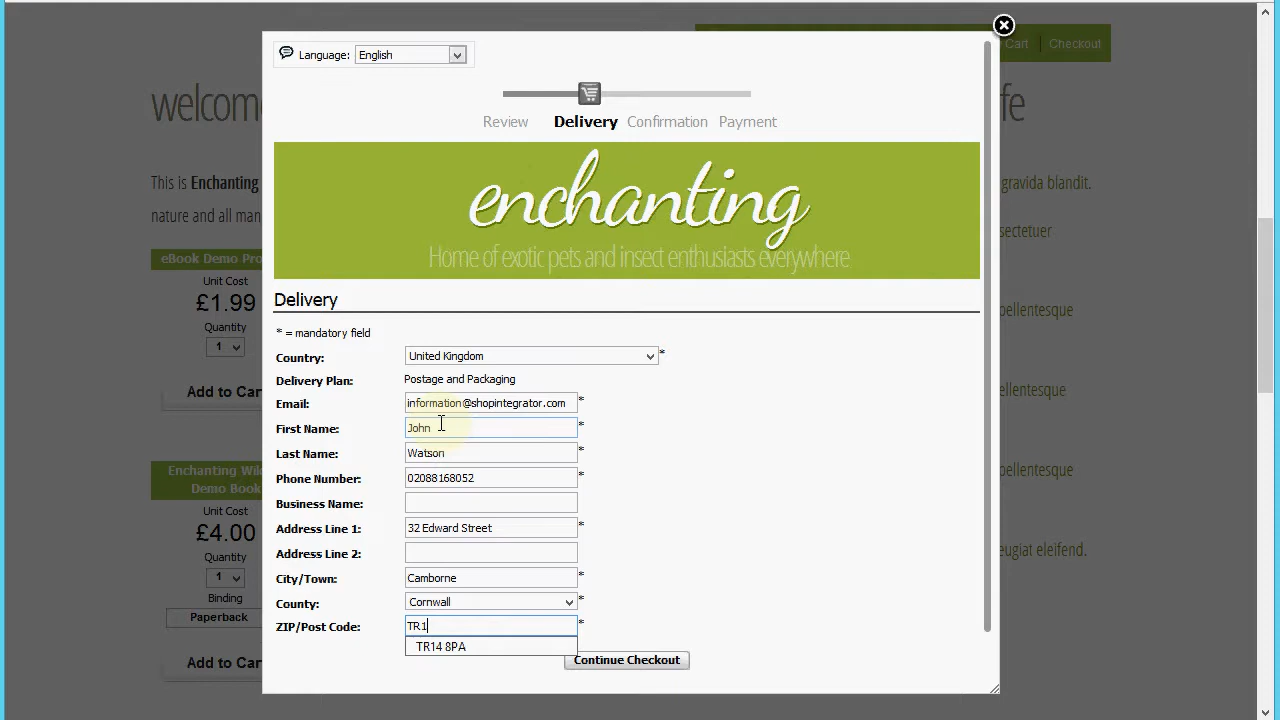 Cart | Checkout
Language: English
Review Delivery Confirmation Payment
welcom
fe
enchanting
Home of exotic pets and insect enthusiasts everywhere
This is Enchanting
gravida blandit.
nature and all man
sectetuer
eBook Demo Pro
Unit Cost
£1.99
Quantity
1
Add to Car
Delivery
* = mandatory field
Country: United Kingdom *
Delivery Plan: Postage and Packaging
Email: information@shopintegrator.com *
First Name: John *
Last Name: Watson *
Phone Number: 02088168052 *
Business Name:
Address Line 1: 32 Edward Street *
Address Line 2:
City/Town: Camborne *
County: Cornwall *
ZIP/Post Code: TR1 *
TR14 8PA
Continue Checkout
ellentesque
pellentesque
pellentesque
eugiat eleifend.
Enchanting Wil
Demo Book
Unit Cost
£4.00
Quantity
1
Binding
Paperback
Add to Car